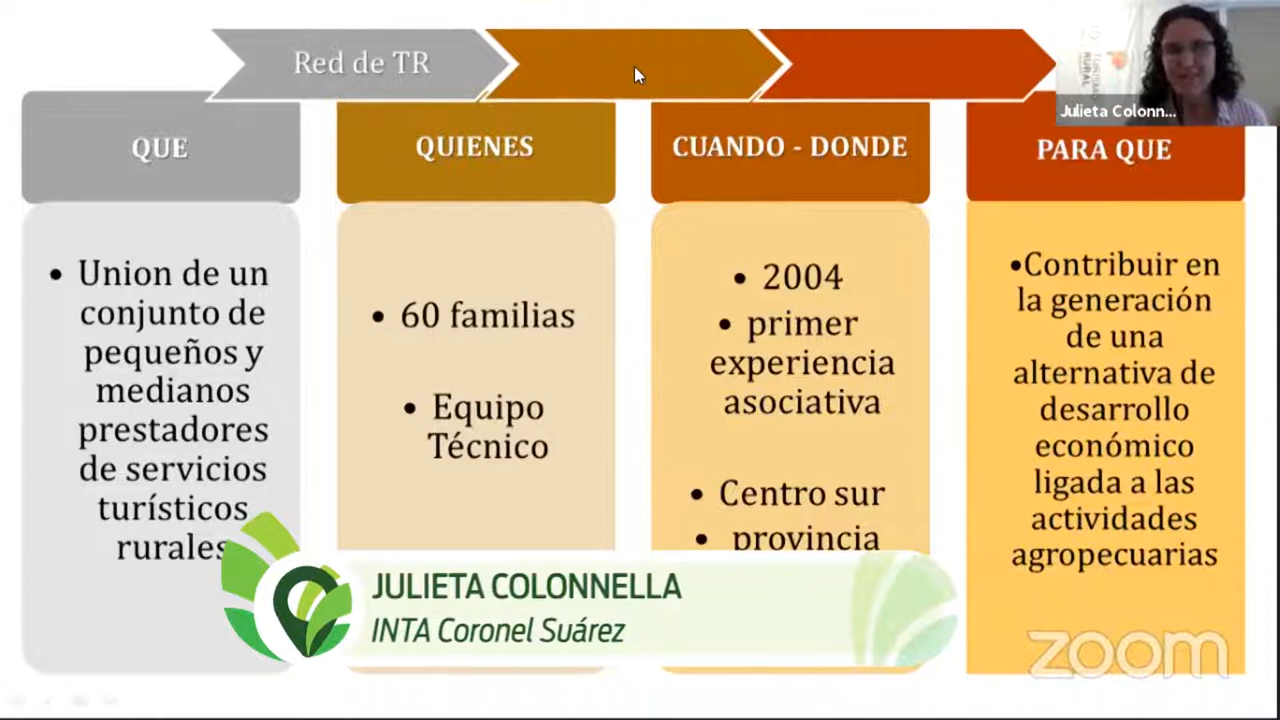 Red de TR
Julieta Colonn...
TURISMO
RURAL
QUE
QUIENES
CUANDO - DONDE
PARA QUE
• Union de un
conjunto de
pequeños y
medianos
prestadores
de servicios
turísticos
rurales
• 60 familias
• Equipo
Técnico
• 2004
• primer
experiencia
asociativa
• Centro sur
• provincia
•Contribuir en
la generación
de una
alternativa de
desarrollo
económico
ligada a las
actividades
agropecuarias
JULIETA COLONNELLA
INTA Coronel Suárez
zoom